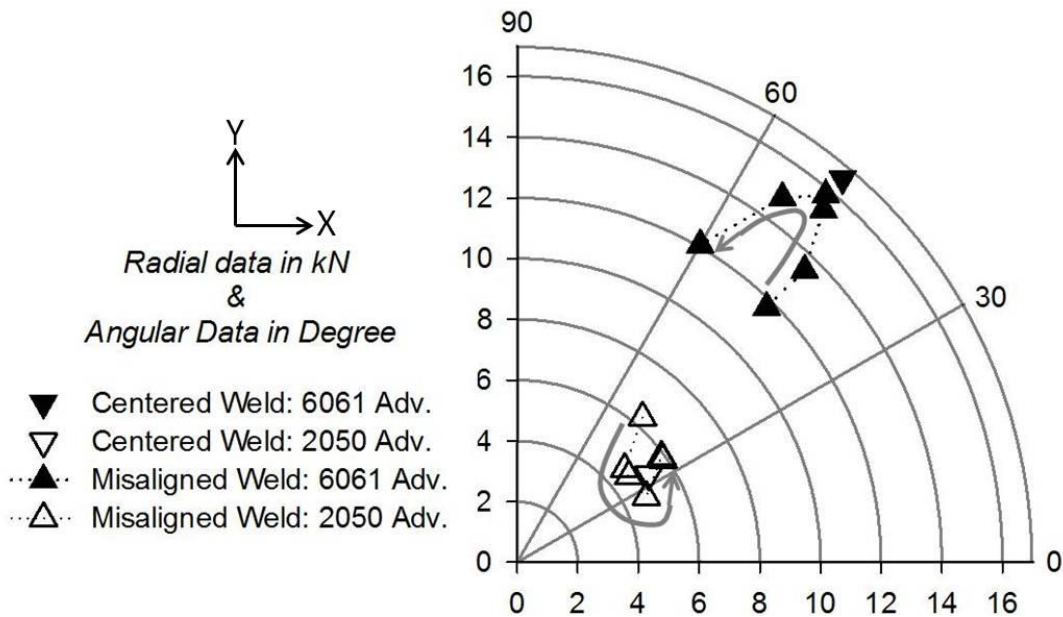 90
16
60
14
Y
12
X
10
30
Radial data in kN
&
Angular Data in Degree
8
6
Centered Weld: 6061 Adv.
Centered Weld: 2050 Adv.
4
Misaligned Weld: 6061 Adv.
2
Misaligned Weld: 2050 Adv.
0
0
0 2 4 6 8 10 12 14 16